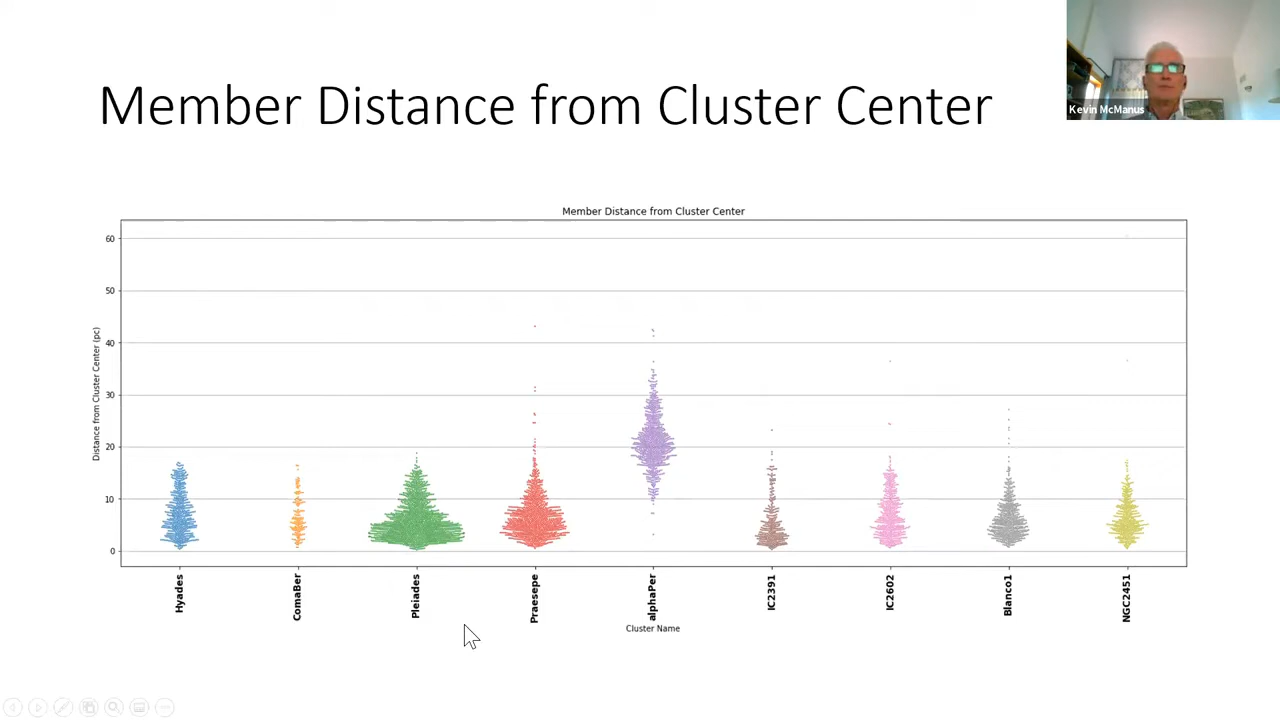 Member Distance from Cluster Center
Kevin McManus
Member Distance from Cluster Center
Distance from Cluster Center (pc)
60
50
40
30
20
10
0
Hyades
ComaBer
Pleiades
Praesepe
alphaPer
IC2391
IC2602
Blanco1
NGC2451
Cluster Name